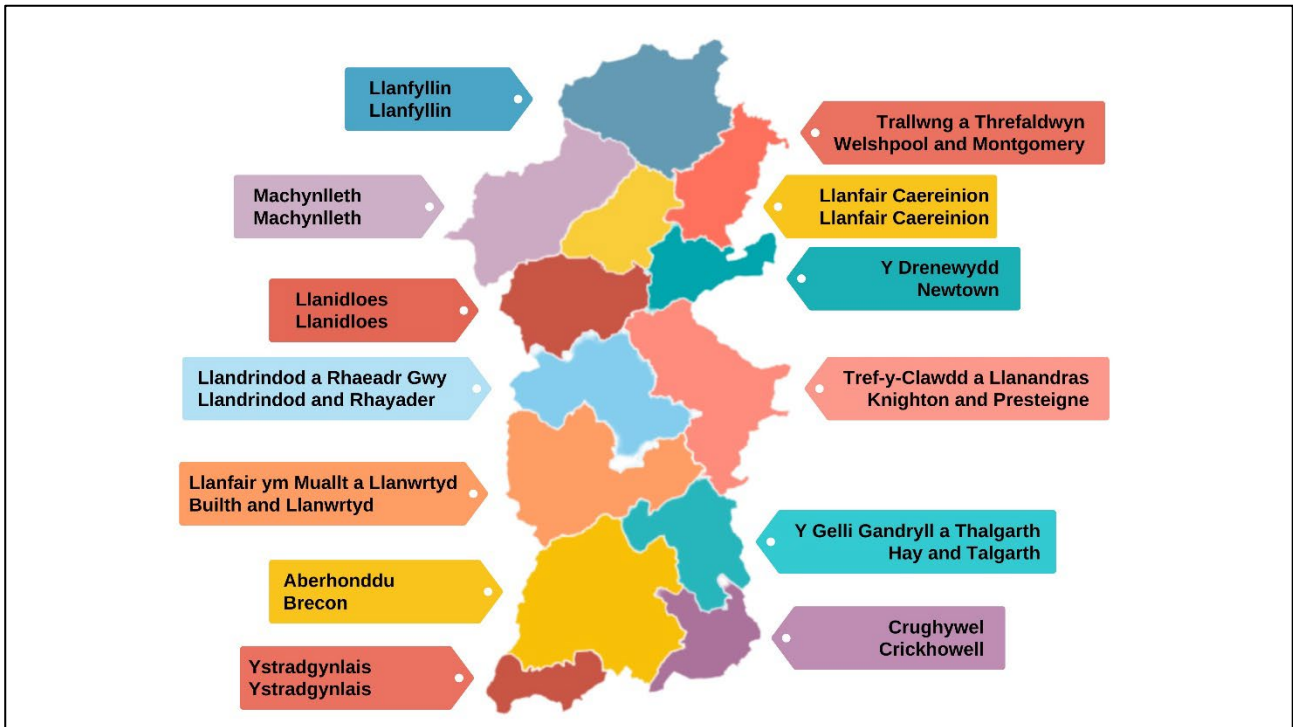 Llanfyllin
Llanfyllin
Trallwng a Threfaldwyn
Welshpool and Montgomery
Machynlleth
Machynlleth
Llanfair Caereinion
Llanfair Caereinion
Y Drenewydd
Newtown
Llanidloes
Llanidloes
Llandrindod a Rhaeadr Gwy
Llandrindod and Rhayader
Tref-y-Clawdd a Llanandras
Knighton and Presteigne
Llanfair ym Muallt a Llanwrtyd
Builth and Llanwrtyd
Y Gelli Gandryll a Thalgarth
Hay and Talgarth
Aberhonddu
Brecon
Crughywel
Crickhowell
Ystradgynlais
Ystradgynlais